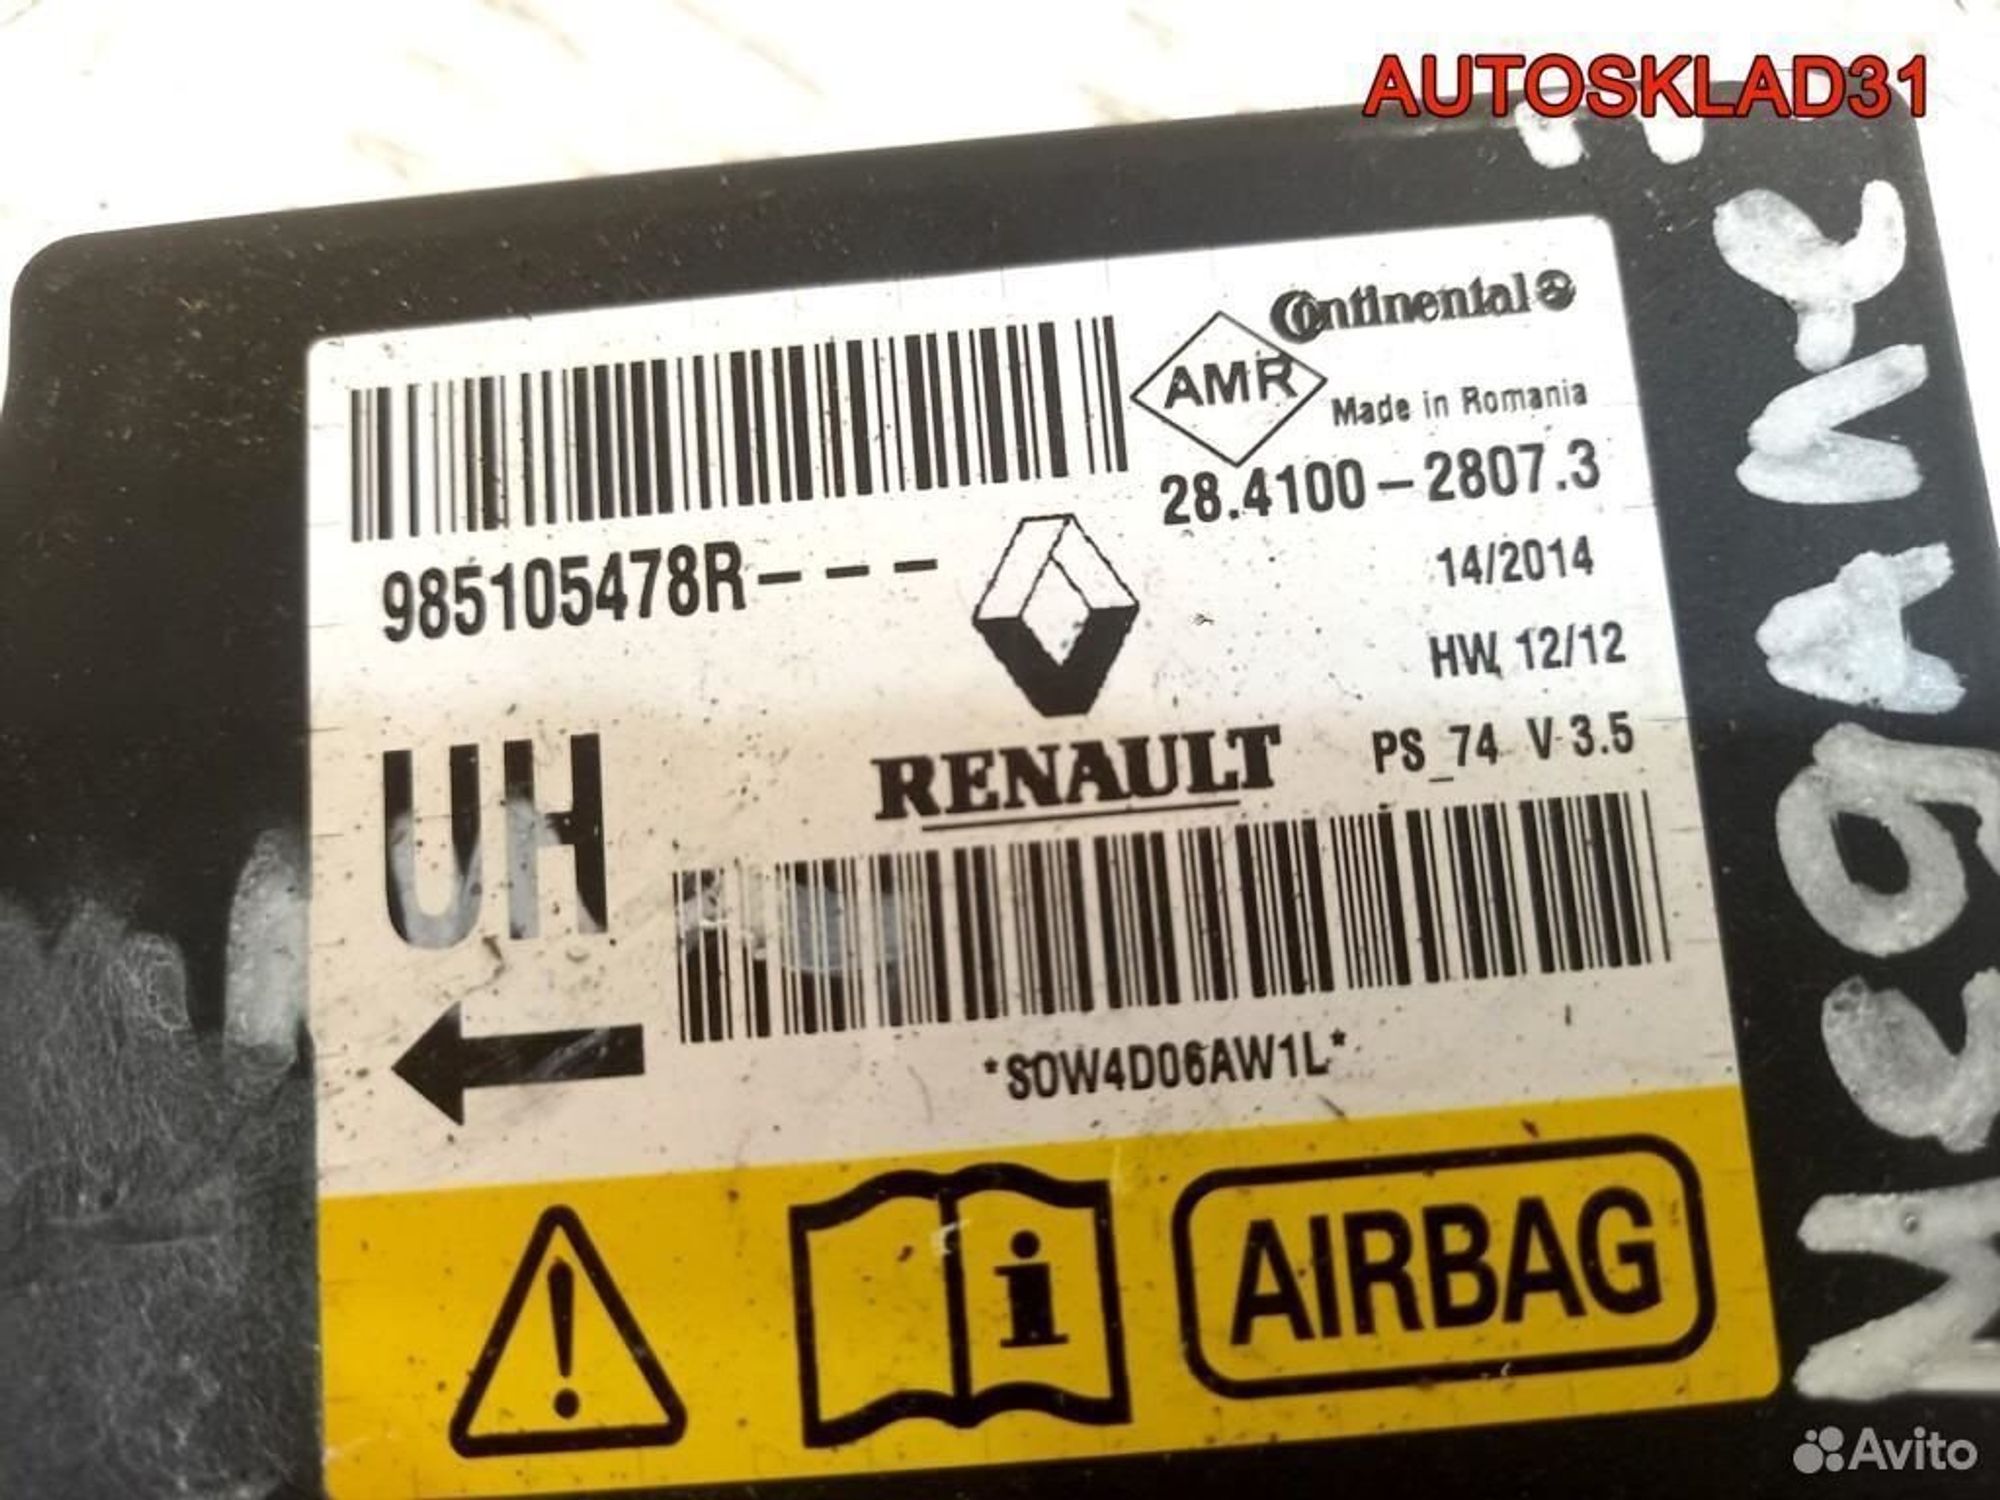 AUTOSKLAD31
Continental
AMR
Made in Romania
28.4100-2807.3
985105478R---
14/2014
HW 12/12
UH
RENAULT
PS_74 V 3.5
*S0W4D06AW1L*
AIRBAG
Avito